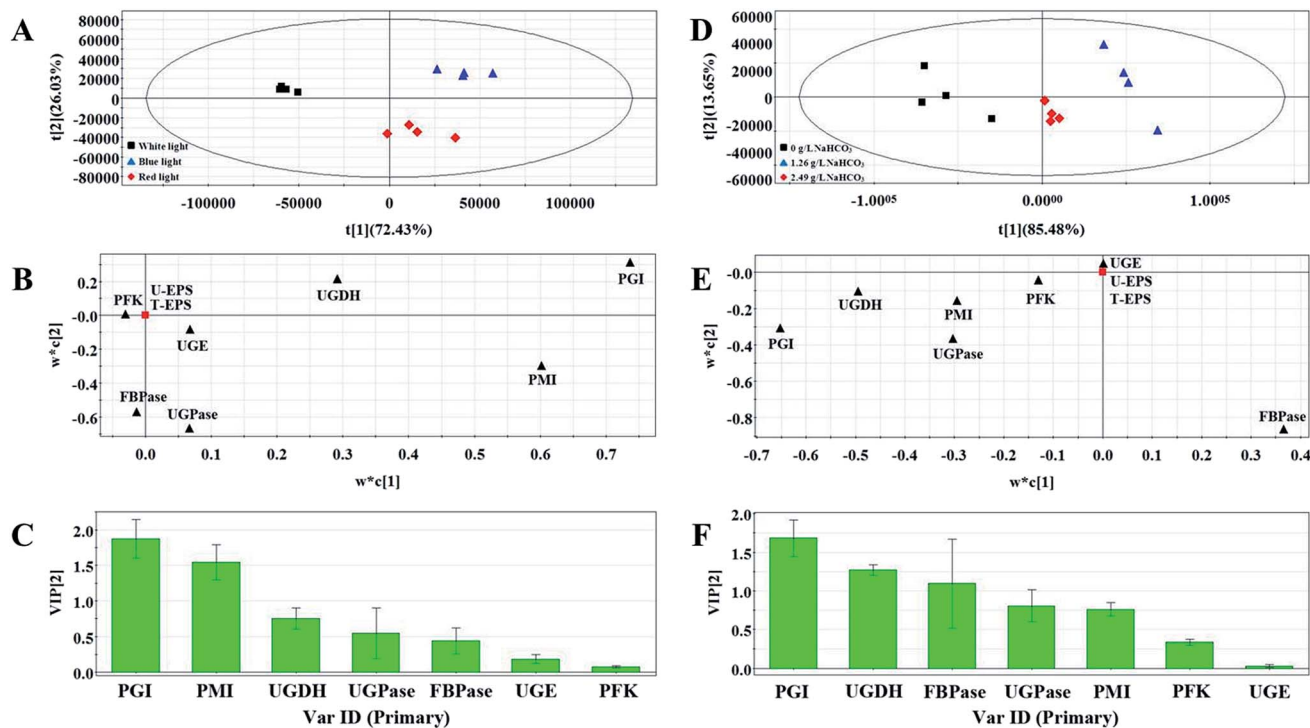 A
80000
60000
40000
20000
0
-20000
-40000
-60000
-80000
t[2](26.03%)
White light
Blue light
Red light
-100000 -50000 0 50000 100000
t[1](72.43%)
D
60000
40000
20000
0
-20000
-40000
-60000
t[2](13.65%)
0 g/LNaHCO₃
1.26 g/LNaHCO₃
2.49 g/LNaHCO₃
-1.0005 0.0000 1.0005
t[1](85.48%)
B
0.2
-0.0
-0.2
-0.4
-0.6
w*c[2]
PGI
UGDH
PFK
U-EPS
T-EPS
UGE
PMI
FBPase
UGPase
0.0 0.1 0.2 0.3 0.4 0.5 0.6 0.7
w*c[1]
E
-0.0
-0.2
-0.4
-0.6
-0.8
w*c[2]
UGE
U-EPS
T-EPS
PFK
UGDH
PMI
PGI
UGPase
FBPase
-0.7 -0.6 -0.5 -0.4 -0.3 -0.2 -0.1 0.0 0.1 0.2 0.3 0.4
w*c[1]
C
2.0
1.5
1.0
0.5
0.0
VIP[2]
PGI PMI UGDH UGPase FBPase UGE PFK
Var ID (Primary)
F
2.0
1.5
1.0
0.5
0.0
VIP[2]
PGI UGDH FBPase UGPase PMI PFK UGE
Var ID (Primary)